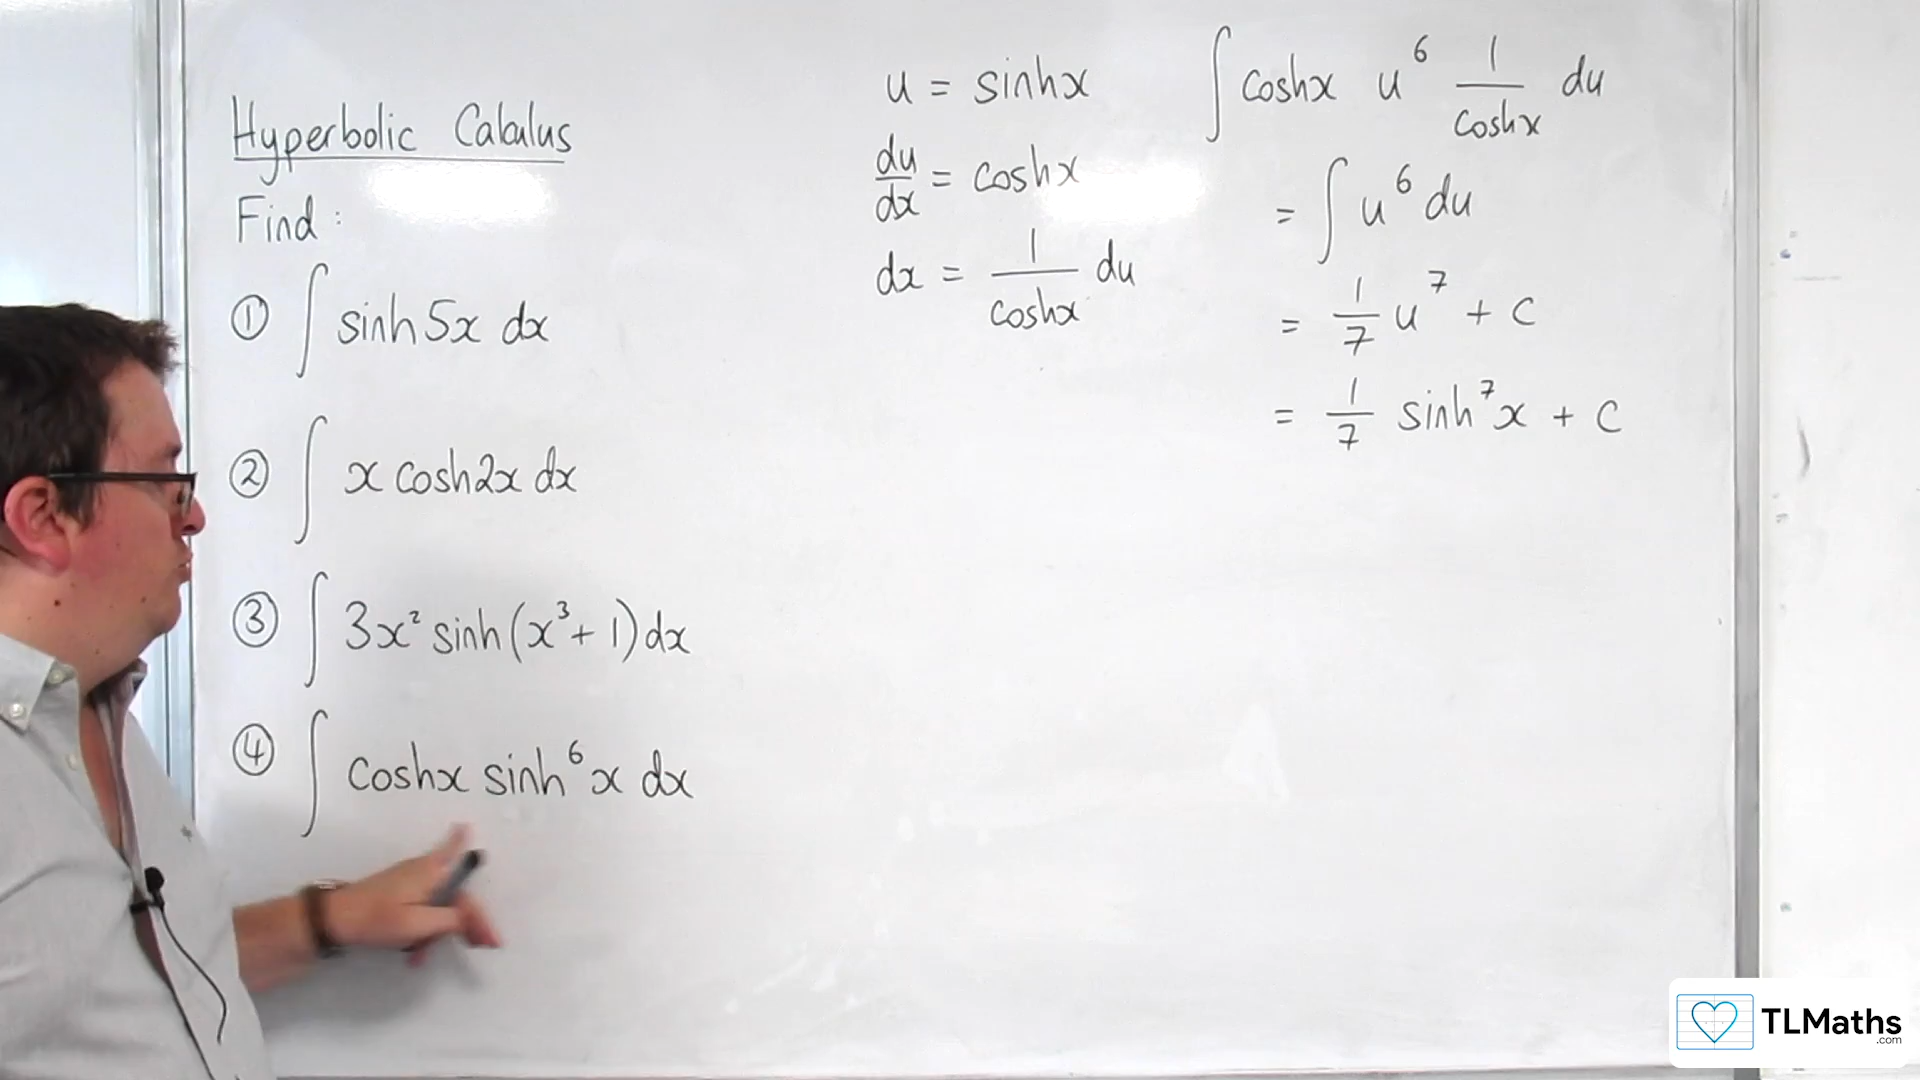 Hyperbolic Calculus
Find :
① ∫ sinh5x dx
② ∫ x cosh2x dx
③ ∫ 3x² sinh(x³+1)dx
④ ∫ coshx sinh⁶x dx
u = sinhx
du/dx = coshx
dx = 1/coshx du
∫ coshx u⁶ 1/coshx du
= ∫ u⁶ du
= 1/7 u⁷ + c
= 1/7 sinh⁷x + c
TLMaths
.com